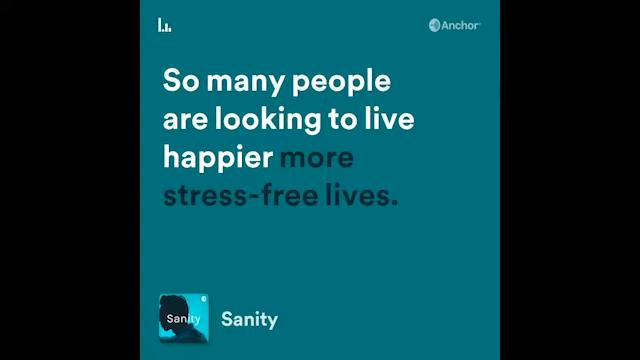 Anchor
So many people
are looking to live
happier more
stress-free lives.
Sanity
Sanity